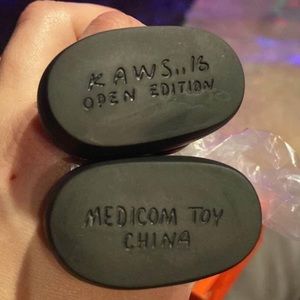 KAWS..16
OPEN EDITION
MEDICOM TOY
CHINA